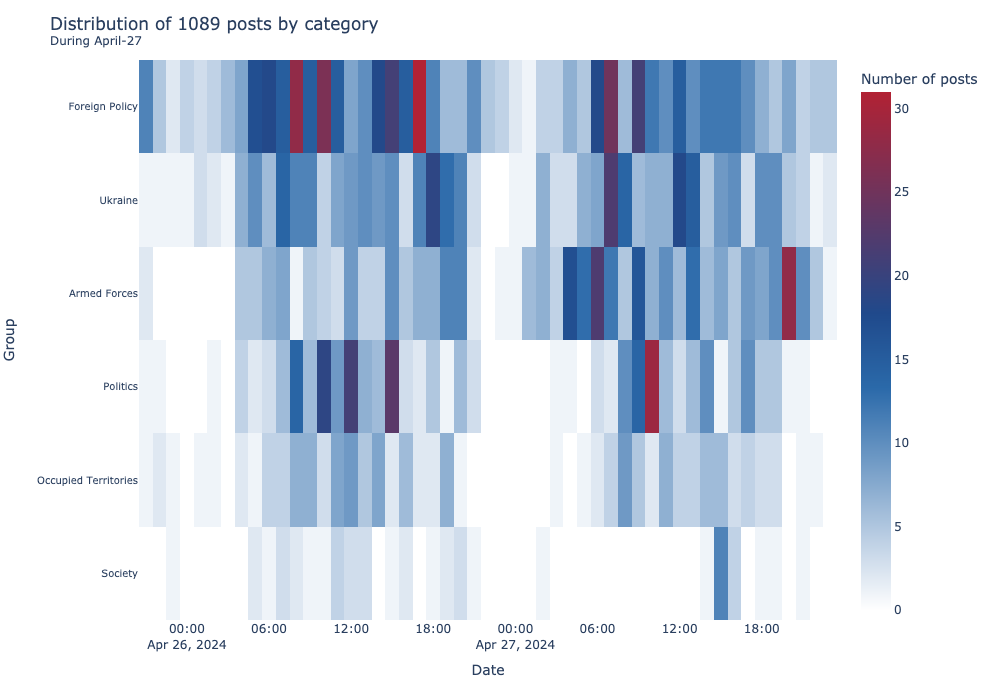 Distribution of 1089 posts by category
During April-27
Number of posts
Foreign Policy
Ukraine
Armed Forces
Politics
Occupied Territories
Society
Group
30
25
20
15
10
5
0
00:00 06:00 12:00 18:00 00:00 06:00 12:00 18:00
Apr 26, 2024 Apr 27, 2024
Date